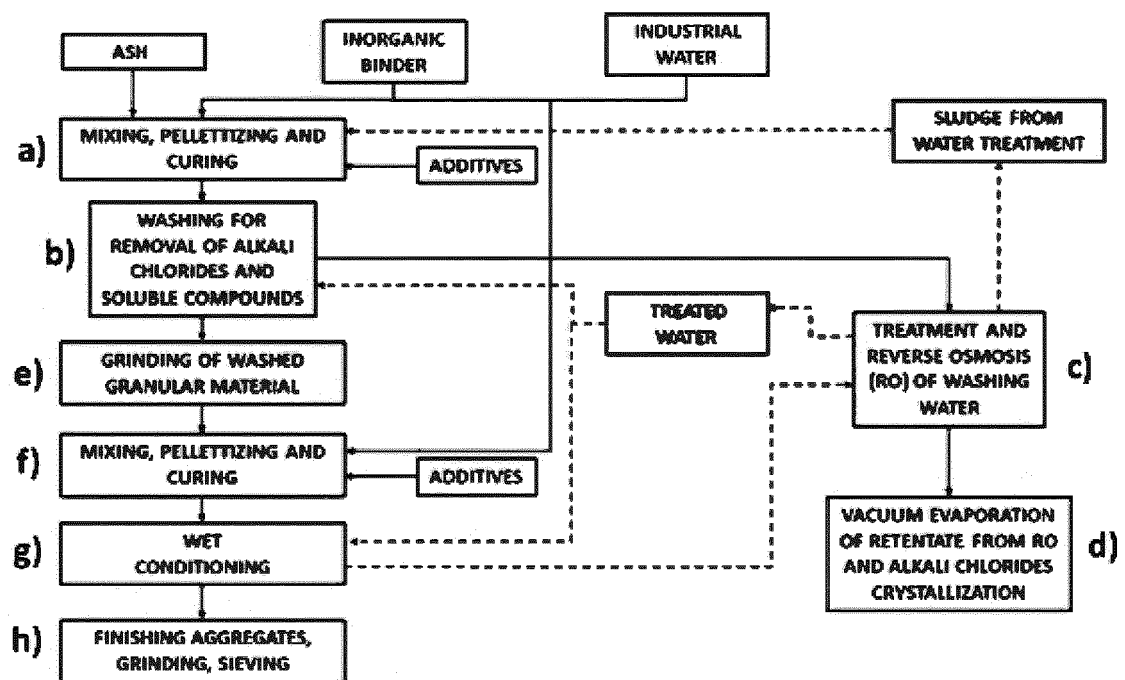 ASH
INORGANIC
BINDER
INDUSTRIAL
WATER
a)
MIXING, PELLETTIZING AND
CURING
ADDITIVES
SLUDGE FROM
WATER TREATMENT
b)
WASHING FOR
REMOVAL OF ALKALI
CHLORIDES AND
SOLUBLE COMPOUNDS
TREATED
WATER
TREATMENT AND
REVERSE OSMOSIS
(RO) OF WASHING
WATER
c)
e)
GRINDING OF WASHED
GRANULAR MATERIAL
f)
MIXING, PELLETTIZING AND
CURING
ADDITIVES
VACUUM EVAPORATION
OF RETENTATE FROM RO
AND ALKALI CHLORIDES
CRYSTALLIZATION
d)
g)
WET
CONDITIONING
h)
FINISHING AGGREGATES,
GRINDING, SIEVING